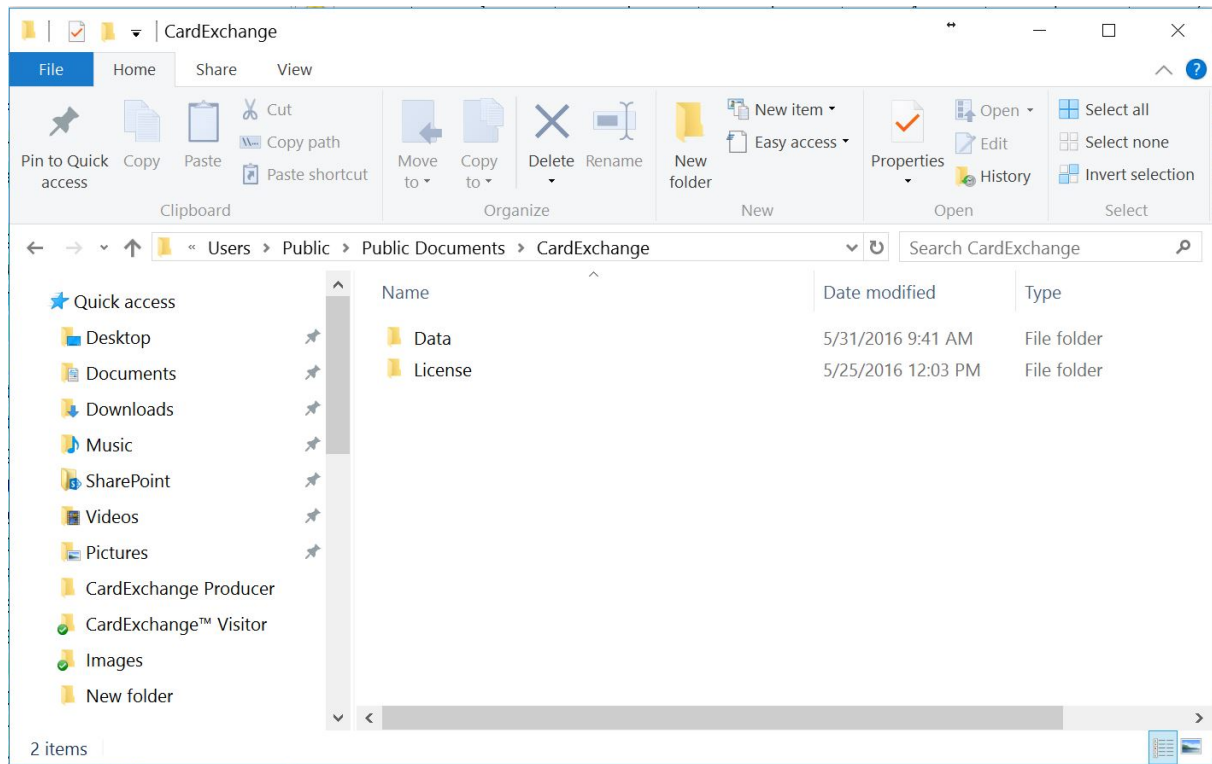 CardExchange
File Home Share View
Pin to Quick access
Copy
Paste
Cut
Copy path
Paste shortcut
Clipboard
Move to
Copy to
Delete
Rename
Organize
New folder
New item
Easy access
New
Properties
Open
Edit
History
Open
Select all
Select none
Invert selection
Select
« Users > Public > Public Documents > CardExchange
Search CardExchange
Quick access
Desktop
Documents
Downloads
Music
SharePoint
Videos
Pictures
CardExchange Producer
CardExchange™ Visitor
Images
New folder
Name Date modified Type
Data 5/31/2016 9:41 AM File folder
License 5/25/2016 12:03 PM File folder
2 items